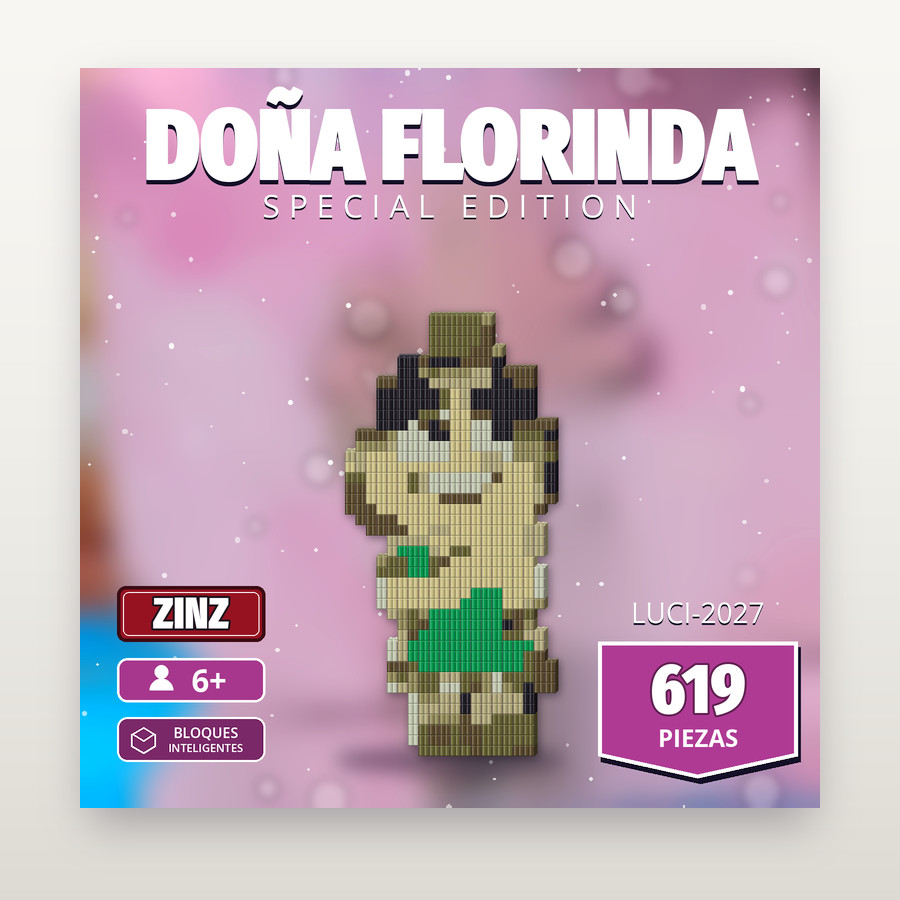 DOÑA FLORINDA
SPECIAL EDITION
ZINZ
6+
BLOQUES
INTELIGENTES
LUCI-2027
619
PIEZAS